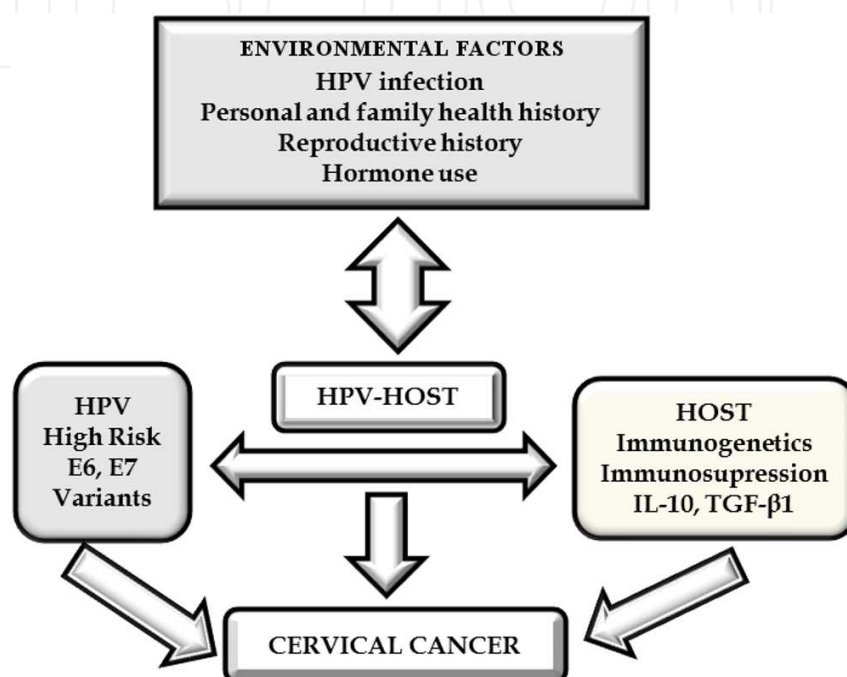 ENVIRONMENTAL FACTORS
HPV infection
Personal and family health history
Reproductive history
Hormone use
HPV-HOST
HPV
High Risk
E6, E7
Variants
HOST
Immunogenetics
Immunosupression
IL-10, TGF-β1
CERVICAL CANCER